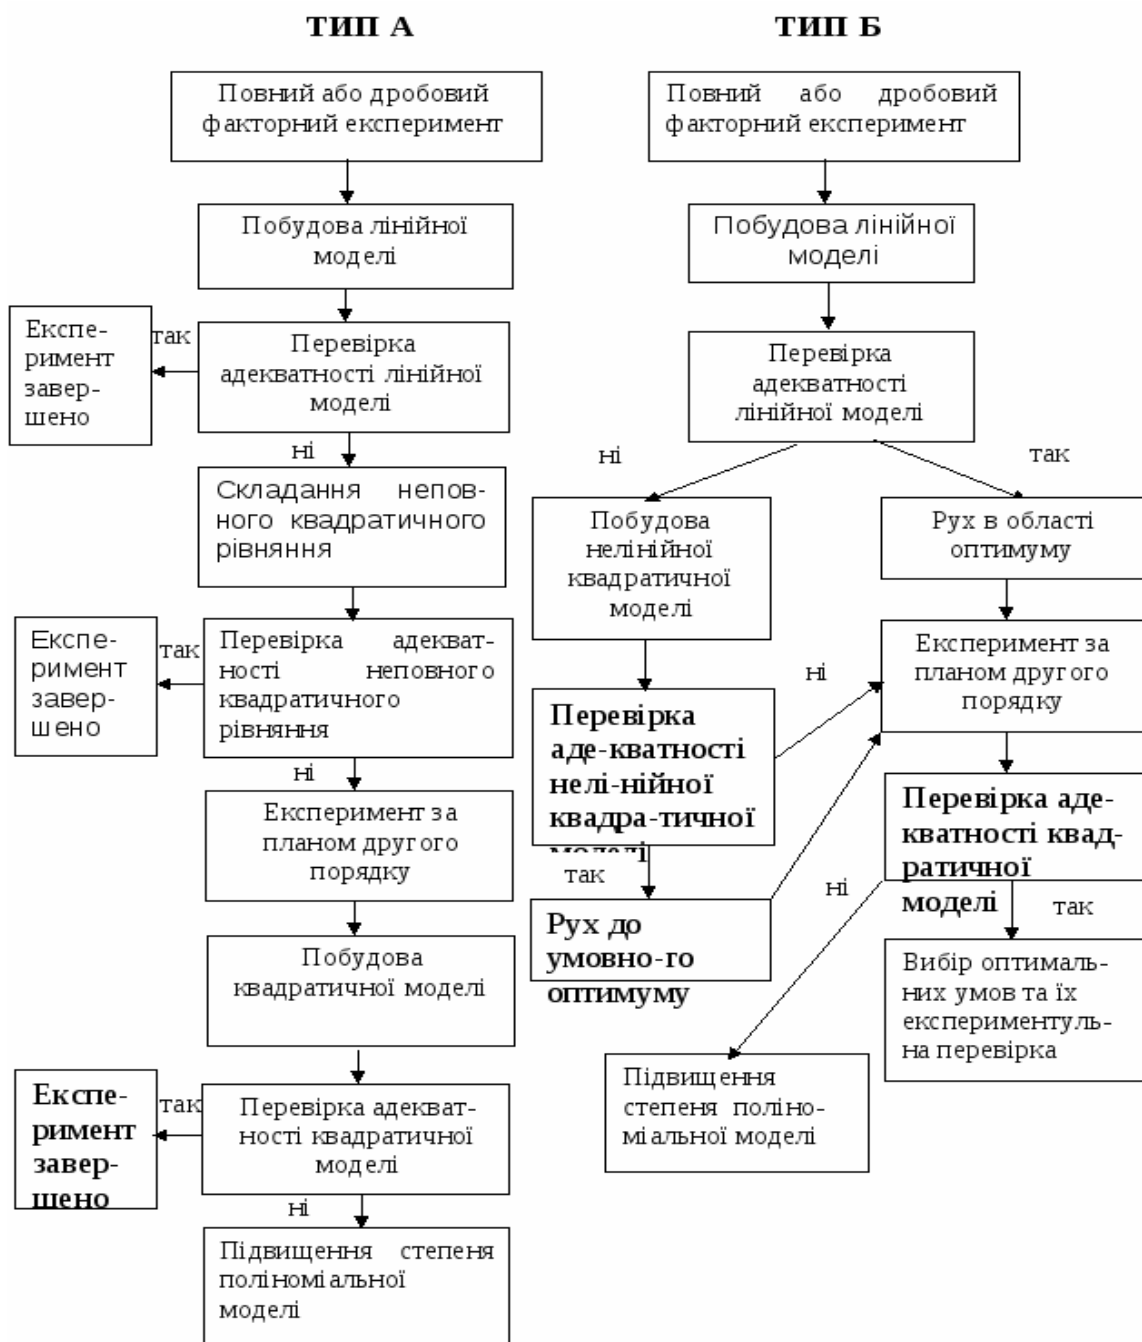 ТИП А
Повний або дробовий
факторний експеримент
Побудова лінійної
моделі
Експе-
римент
завер-
шено
так
Перевірка
адекватності лінійної
моделі
ні
Складання непов-
ного квадратичного
рівняння
Експе-
римент
завер-
шено
так
Перевірка адекват-
ності неповного
квадратичного
рівняння
ні
Експеримент за
планом другого
порядку
Побудова
квадратичної моделі
Експе-
римент
завер-
шено
так
Перевірка адекват-
ності квадратичної
моделі
ні
Підвищення степеня
поліноміальної
моделі
ТИП Б
Повний або дробовий
факторний експеримент
Побудова лінійної
моделі
Перевірка
адекватності
лінійної моделі
ні
так
Побудова
нелінійної
квадратичної
моделі
Рух в області
оптимуму
Перевірка
аде-кватності
нелі-нійної
квадра-тичної
моделі
ні
Експеримент за
планом другого
порядку
так
Рух до
умовно-го
оптимуму
Перевірка аде-
кватності квад-
ратичної
моделі
ні
так
Підвищення
степеня поліно-
міальної моделі
Вибір оптималь-
них умов та їх
експериментуль-
на перевірка